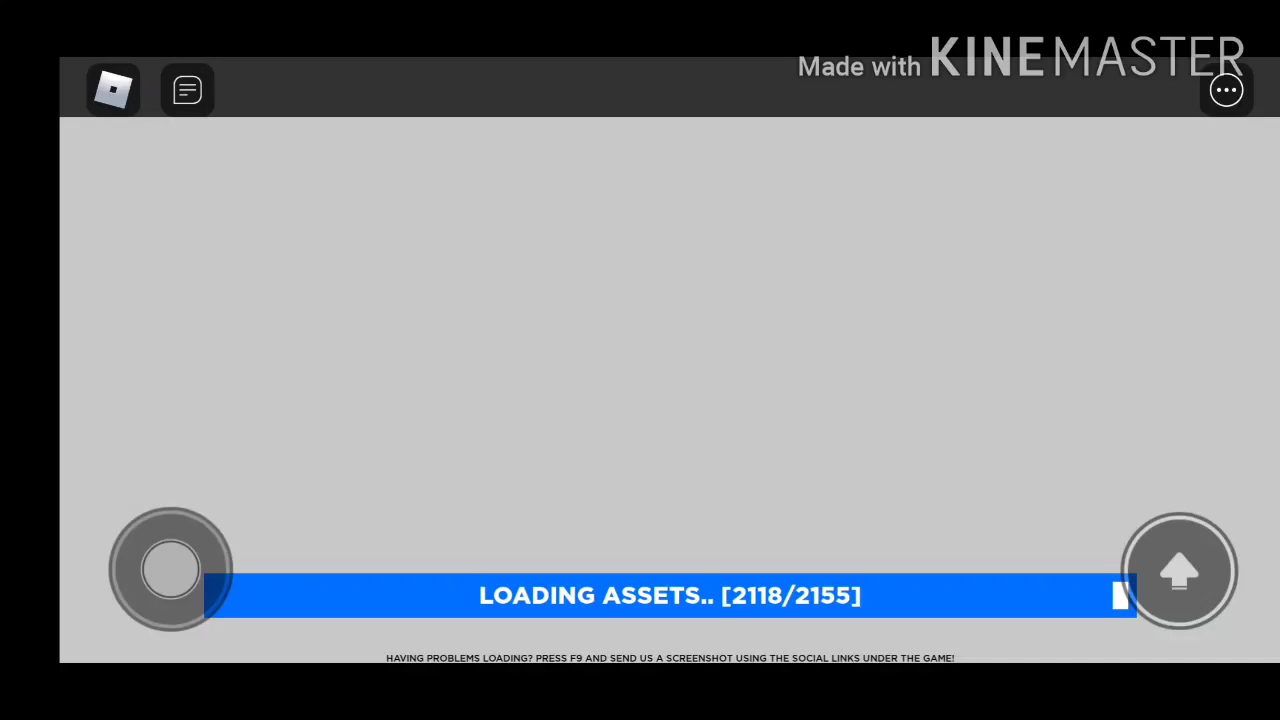 Made with KINEMASTER
LOADING ASSETS.. [2118/2155]
HAVING PROBLEMS LOADING? PRESS F9 AND SEND US A SCREENSHOT USING THE SOCIAL LINKS UNDER THE GAME!